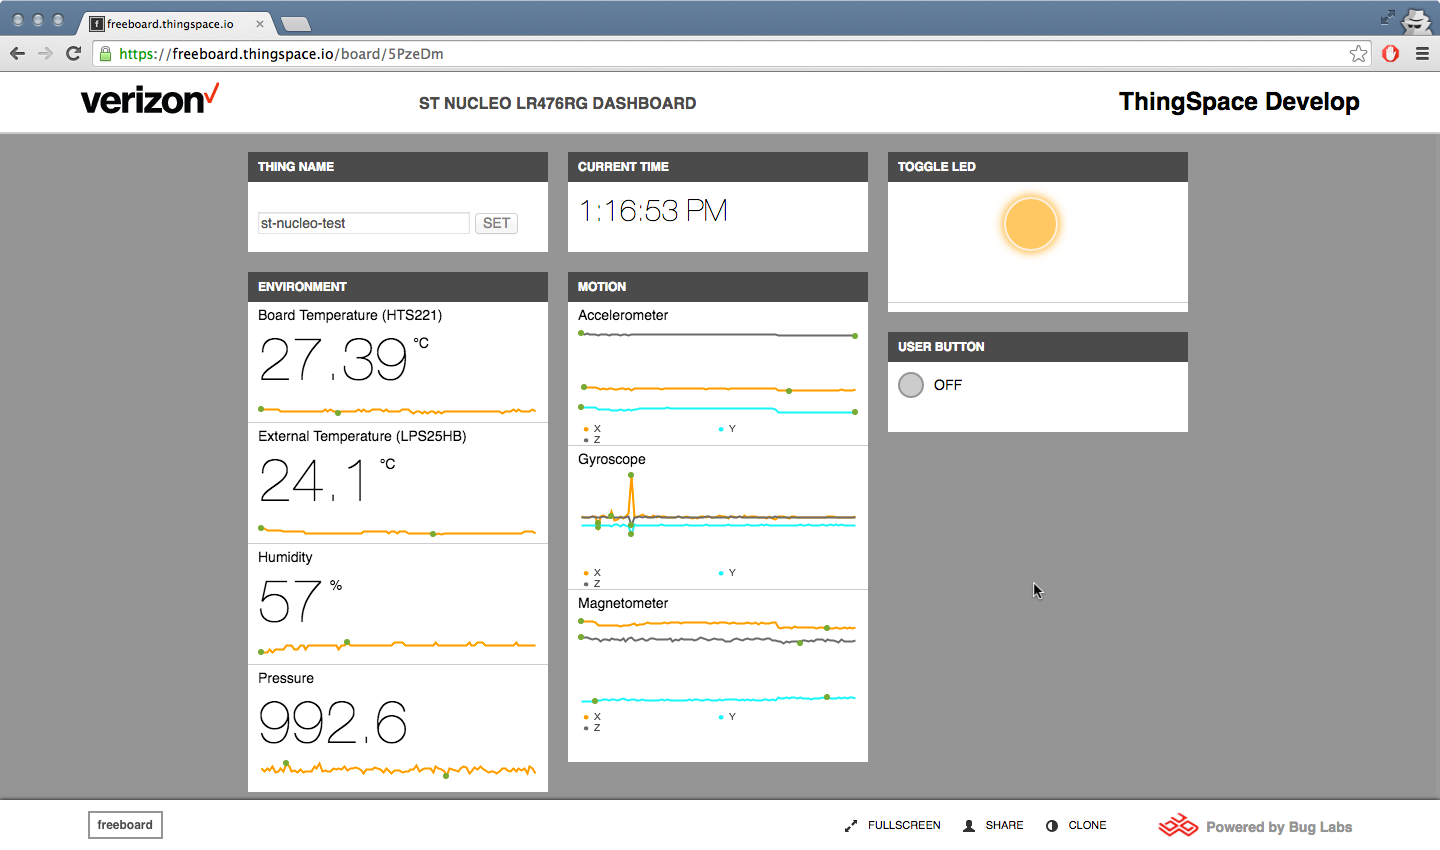 freeboard.thingspace.io
https://freeboard.thingspace.io/board/5PzeDm
verizon
ST NUCLEO LR476RG DASHBOARD
ThingSpace Develop
THING NAME
st-nucleo-test
SET
CURRENT TIME
1:16:53 PM
TOGGLE LED
ENVIRONMENT
Board Temperature (HTS221)
27.39 °C
External Temperature (LPS25HB)
24.1 °C
Humidity
57 %
Pressure
992.6
MOTION
Accelerometer
X Y
Z
Gyroscope
X Y
Z
Magnetometer
X Y
Z
USER BUTTON
OFF
freeboard
FULLSCREEN
SHARE
CLONE
Powered by Bug Labs